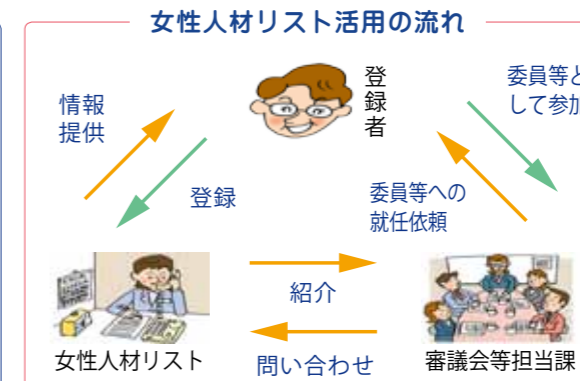 女性人材リスト活用の流れ
登録者
情報
提供
委員等と
して参加
登録
委員等への
就任依頼
紹介
女性人材リスト
問い合わせ
審議会等担当課